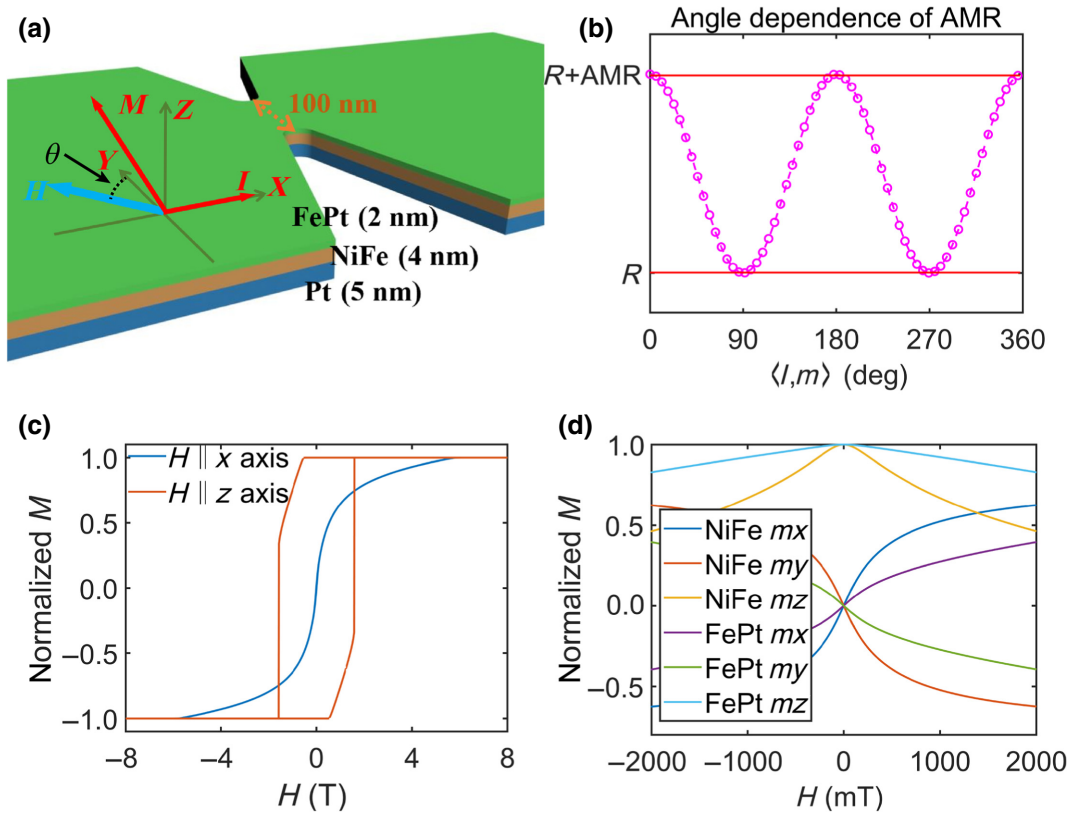 (a)
M
Z
100 nm
θ
Y
H
I
X
FePt (2 nm)
NiFe (4 nm)
Pt (5 nm)
(b)
Angle dependence of AMR
R+AMR
R
0 90 180 270 360
⟨I,m⟩ (deg)
(c)
Normalized M
1.0
0.5
0.0
−0.5
−1.0
H ∥ x axis
H ∥ z axis
−8 −4 0 4 8
H (T)
(d)
Normalized M
1.0
0.5
0.0
−0.5
NiFe mx
NiFe my
NiFe mz
FePt mx
FePt my
FePt mz
−2000 −1000 0 1000 2000
H (mT)